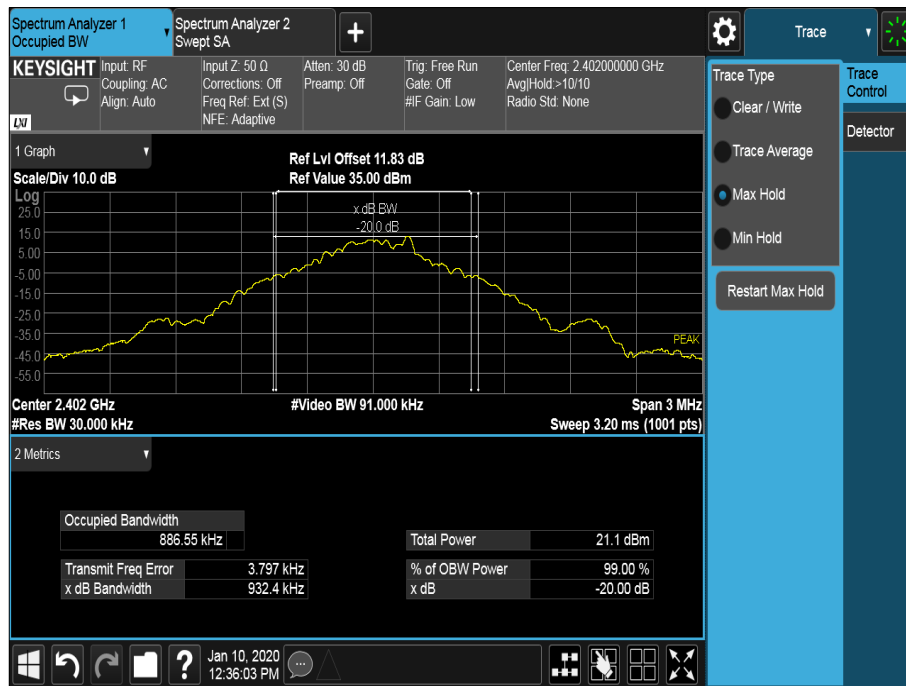 Spectrum Analyzer 1
Occupied BW
Spectrum Analyzer 2
Swept SA
Trace
KEYSIGHT
LXI
Input: RF
Coupling: AC
Align: Auto
Input Z: 50 Ω
Corrections: Off
Freq Ref: Ext (S)
NFE: Adaptive
Atten: 30 dB
Preamp: Off
Trig: Free Run
Gate: Off
#IF Gain: Low
Center Freq: 2.402000000 GHz
Avg|Hold:>10/10
Radio Std: None
Trace Type
Clear / Write
Trace Average
Max Hold
Min Hold
Restart Max Hold
Trace
Control
Detector
1 Graph
Scale/Div 10.0 dB
Ref Lvl Offset 11.83 dB
Ref Value 35.00 dBm
Log
25.0
15.0
5.00
-5.00
-15.0
-25.0
-35.0
-45.0
-55.0
x dB BW
-20.0 dB
PEAK
Center 2.402 GHz
#Video BW 91.000 kHz
Span 3 MHz
#Res BW 30.000 kHz
Sweep 3.20 ms (1001 pts)
2 Metrics
Occupied Bandwidth
886.55 kHz
Total Power 21.1 dBm
Transmit Freq Error 3.797 kHz
% of OBW Power 99.00 %
x dB Bandwidth 932.4 kHz
x dB -20.00 dB
?
Jan 10, 2020
12:36:03 PM